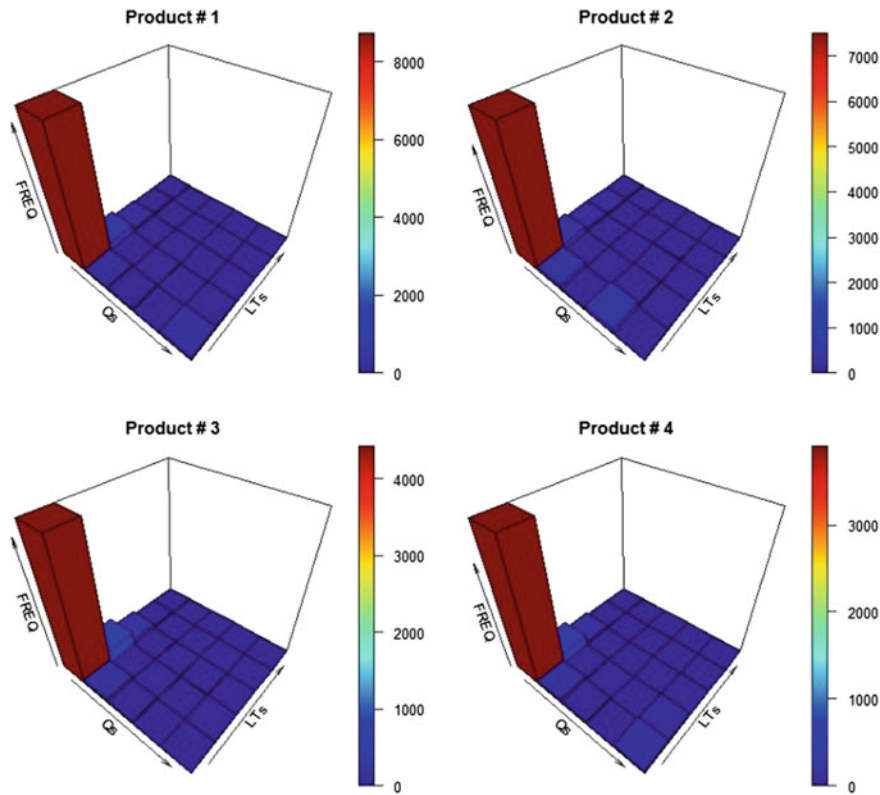 Product # 1
8000
6000
4000
2000
0
FREQ
Qs
LTs
Product # 2
7000
6000
5000
4000
3000
2000
1000
0
FREQ
Qs
LTs
Product # 3
4000
3000
2000
1000
0
FREQ
Qs
LTs
Product # 4
3000
2000
1000
0
FREQ
Qs
LTs